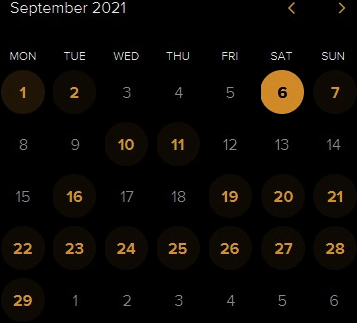 September 2021
MON TUE WED THU FRI SAT SUN
1 2 3 4 5 6 7
8 9 10 11 12 13 14
15 16 17 18 19 20 21
22 23 24 25 26 27 28
29 1 2 3 4 5 6